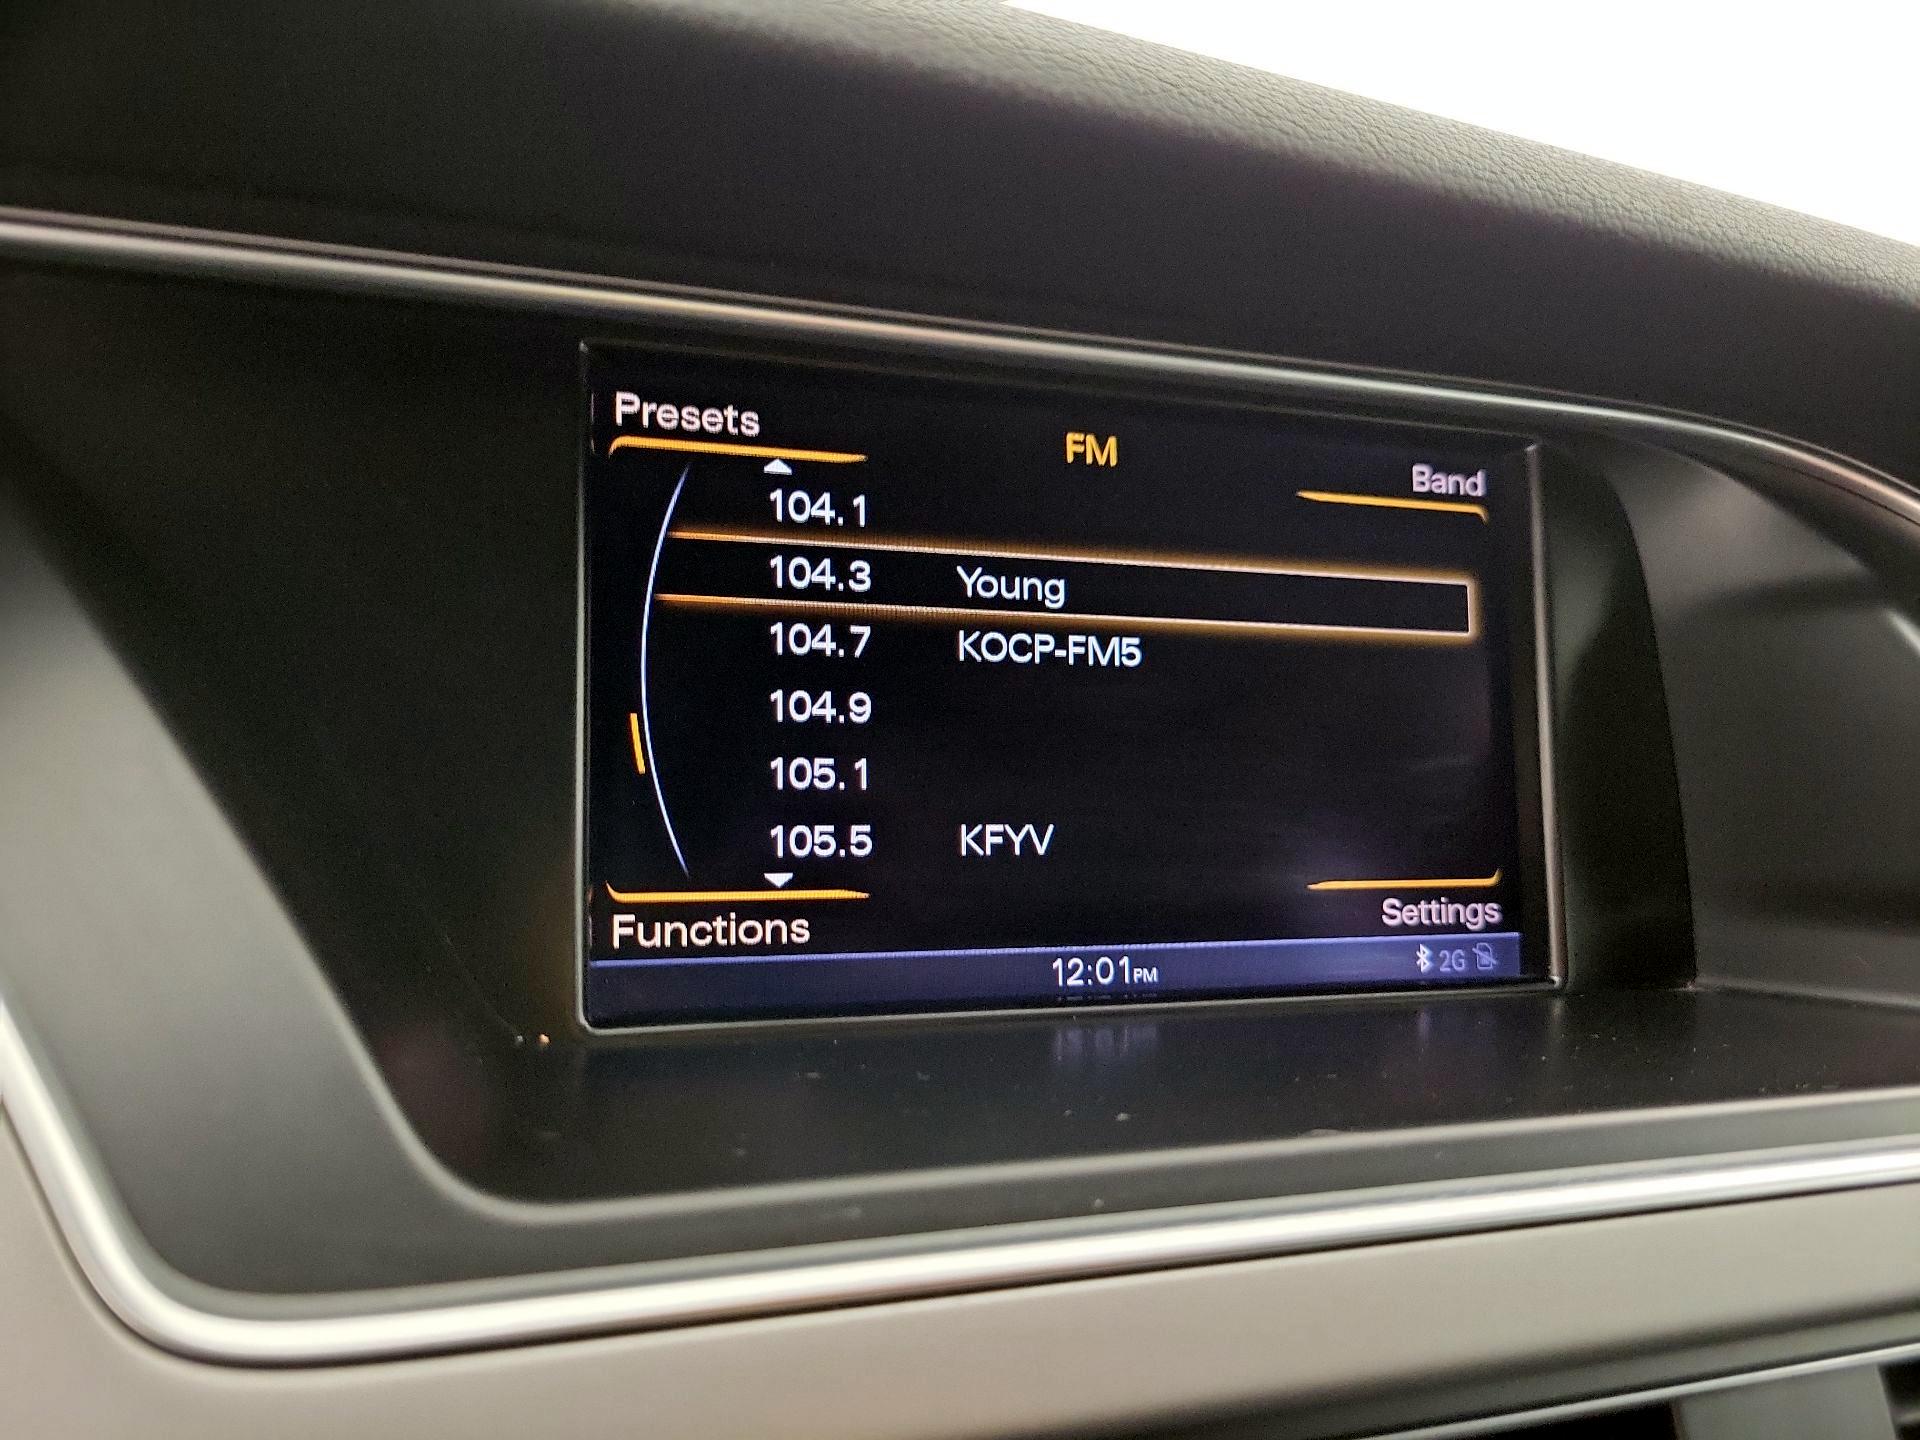 Presets
FM
Band
104.1
104.3 Young
104.7 KOCP-FM5
104.9
105.1
105.5 KFYV
Functions
Settings
12:01PM
2G